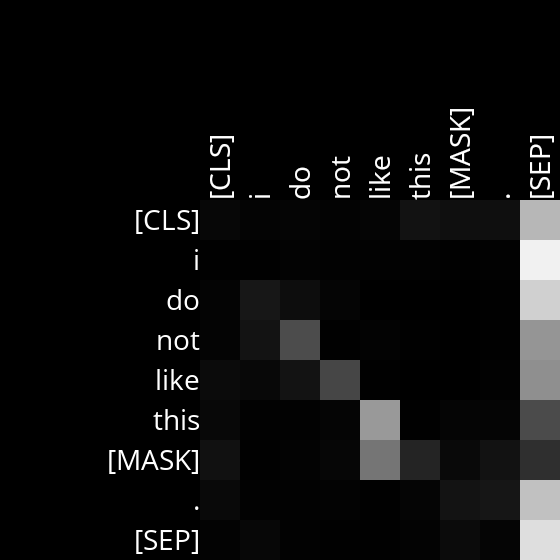 [CLS] i do not like this [MASK] . [SEP]
[CLS]
i
do
not
like
this
[MASK]
.
[SEP]